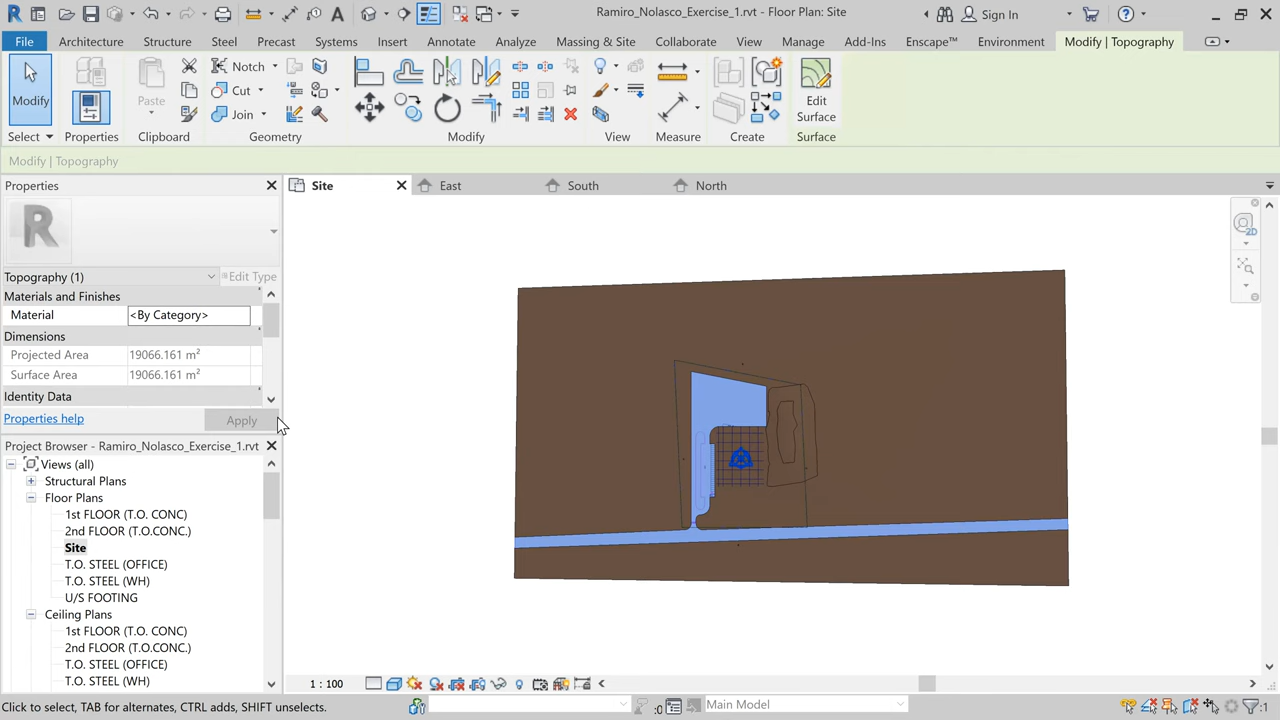 Ramiro_Nolasco_Exercise_1.rvt - Floor Plan: Site
Sign In
File Architecture Structure Steel Precast Systems Insert Annotate Analyze Massing & Site Collaborate View Manage Add-Ins Enscape™ Environment Modify | Topography
Modify
Paste
Notch
Cut
Join
Edit
Surface
Select Properties Clipboard Geometry Modify View Measure Create Surface
Modify | Topography
Properties
Site East South North
R
Topography (1) Edit Type
Materials and Finishes
Material <By Category>
Dimensions
Projected Area 19066.161 m²
Surface Area 19066.161 m²
Identity Data
Properties help Apply
Project Browser - Ramiro_Nolasco_Exercise_1.rvt
Views (all)
Structural Plans
Floor Plans
1st FLOOR (T.O. CONC)
2nd FLOOR (T.O.CONC.)
Site
T.O. STEEL (OFFICE)
T.O. STEEL (WH)
U/S FOOTING
Ceiling Plans
1st FLOOR (T.O. CONC)
2nd FLOOR (T.O.CONC.)
T.O. STEEL (OFFICE)
T.O. STEEL (WH)
2D
1 : 100
Click to select, TAB for alternates, CTRL adds, SHIFT unselects.
:0
Main Model
:1